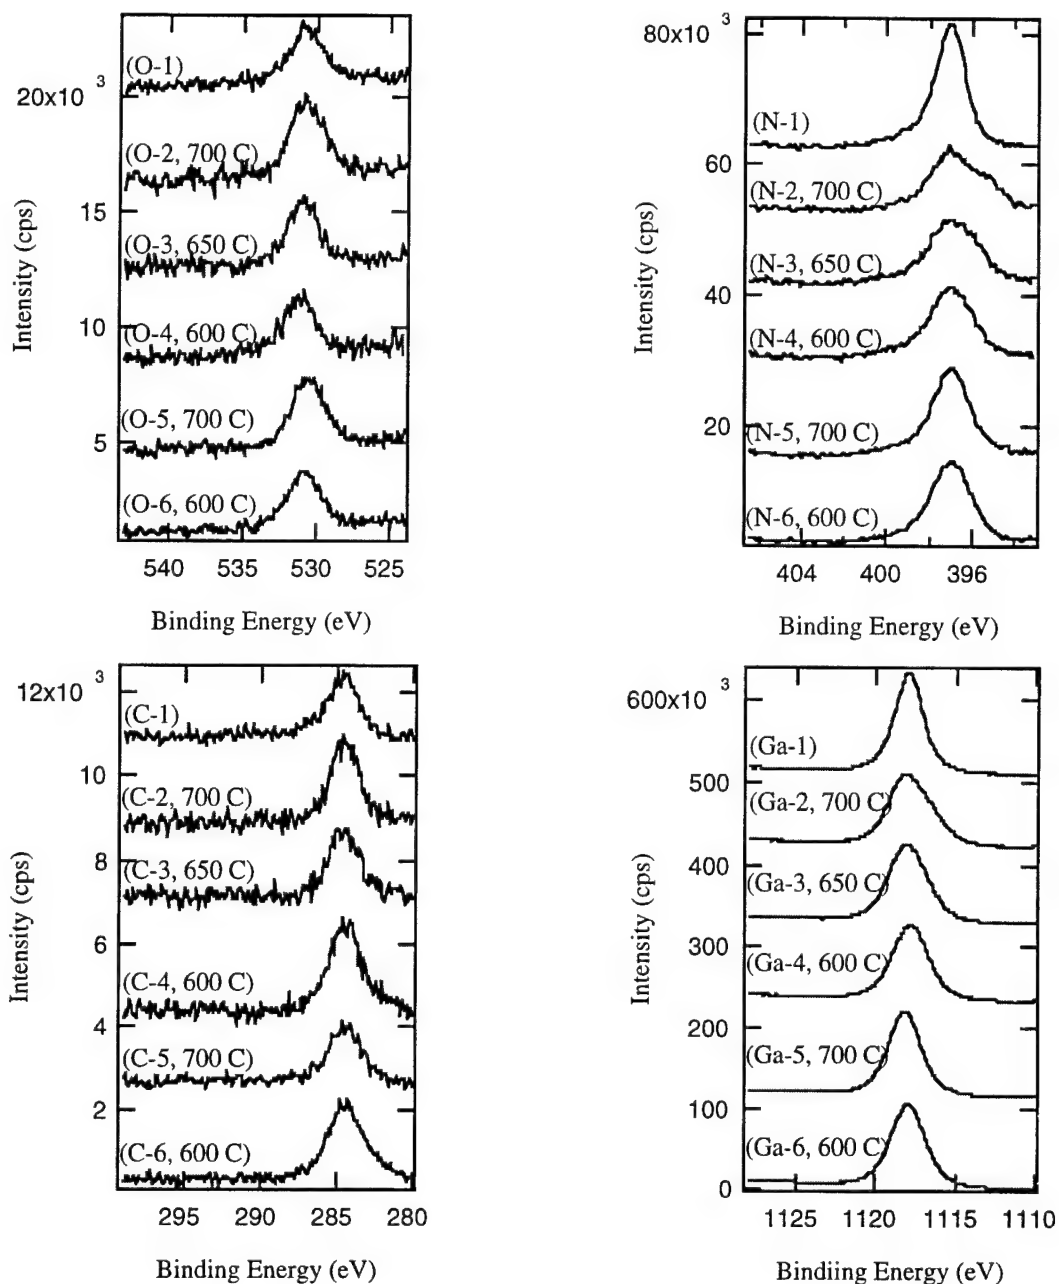 (O-1)
3
20x10
(O-2, 700 C)
15
(O-3, 650 C)
10
(O-4, 600 C)
(O-5, 700 C)
5
(O-6, 600 C)
540 535 530 525
Intensity (cps)
Binding Energy (eV)
3
80x10
(N-1)
60
(N-2, 700 C)
(N-3, 650 C)
40
(N-4, 600 C)
20
(N-5, 700 C)
(N-6, 600 C)
404 400 396
Intensity (cps)
Binding Energy (eV)
3
12x10
(C-1)
10
(C-2, 700 C)
8
(C-3, 650 C)
6
(C-4, 600 C)
4
(C-5, 700 C)
2
(C-6, 600 C)
295 290 285 280
Intensity (cps)
Binding Energy (eV)
3
600x10
(Ga-1)
500
(Ga-2, 700 C)
400
(Ga-3, 650 C)
300
(Ga-4, 600 C)
200
(Ga-5, 700 C)
100
(Ga-6, 600 C)
0
1125 1120 1115 1110
Intensity (cps)
Bindiing Energy (eV)